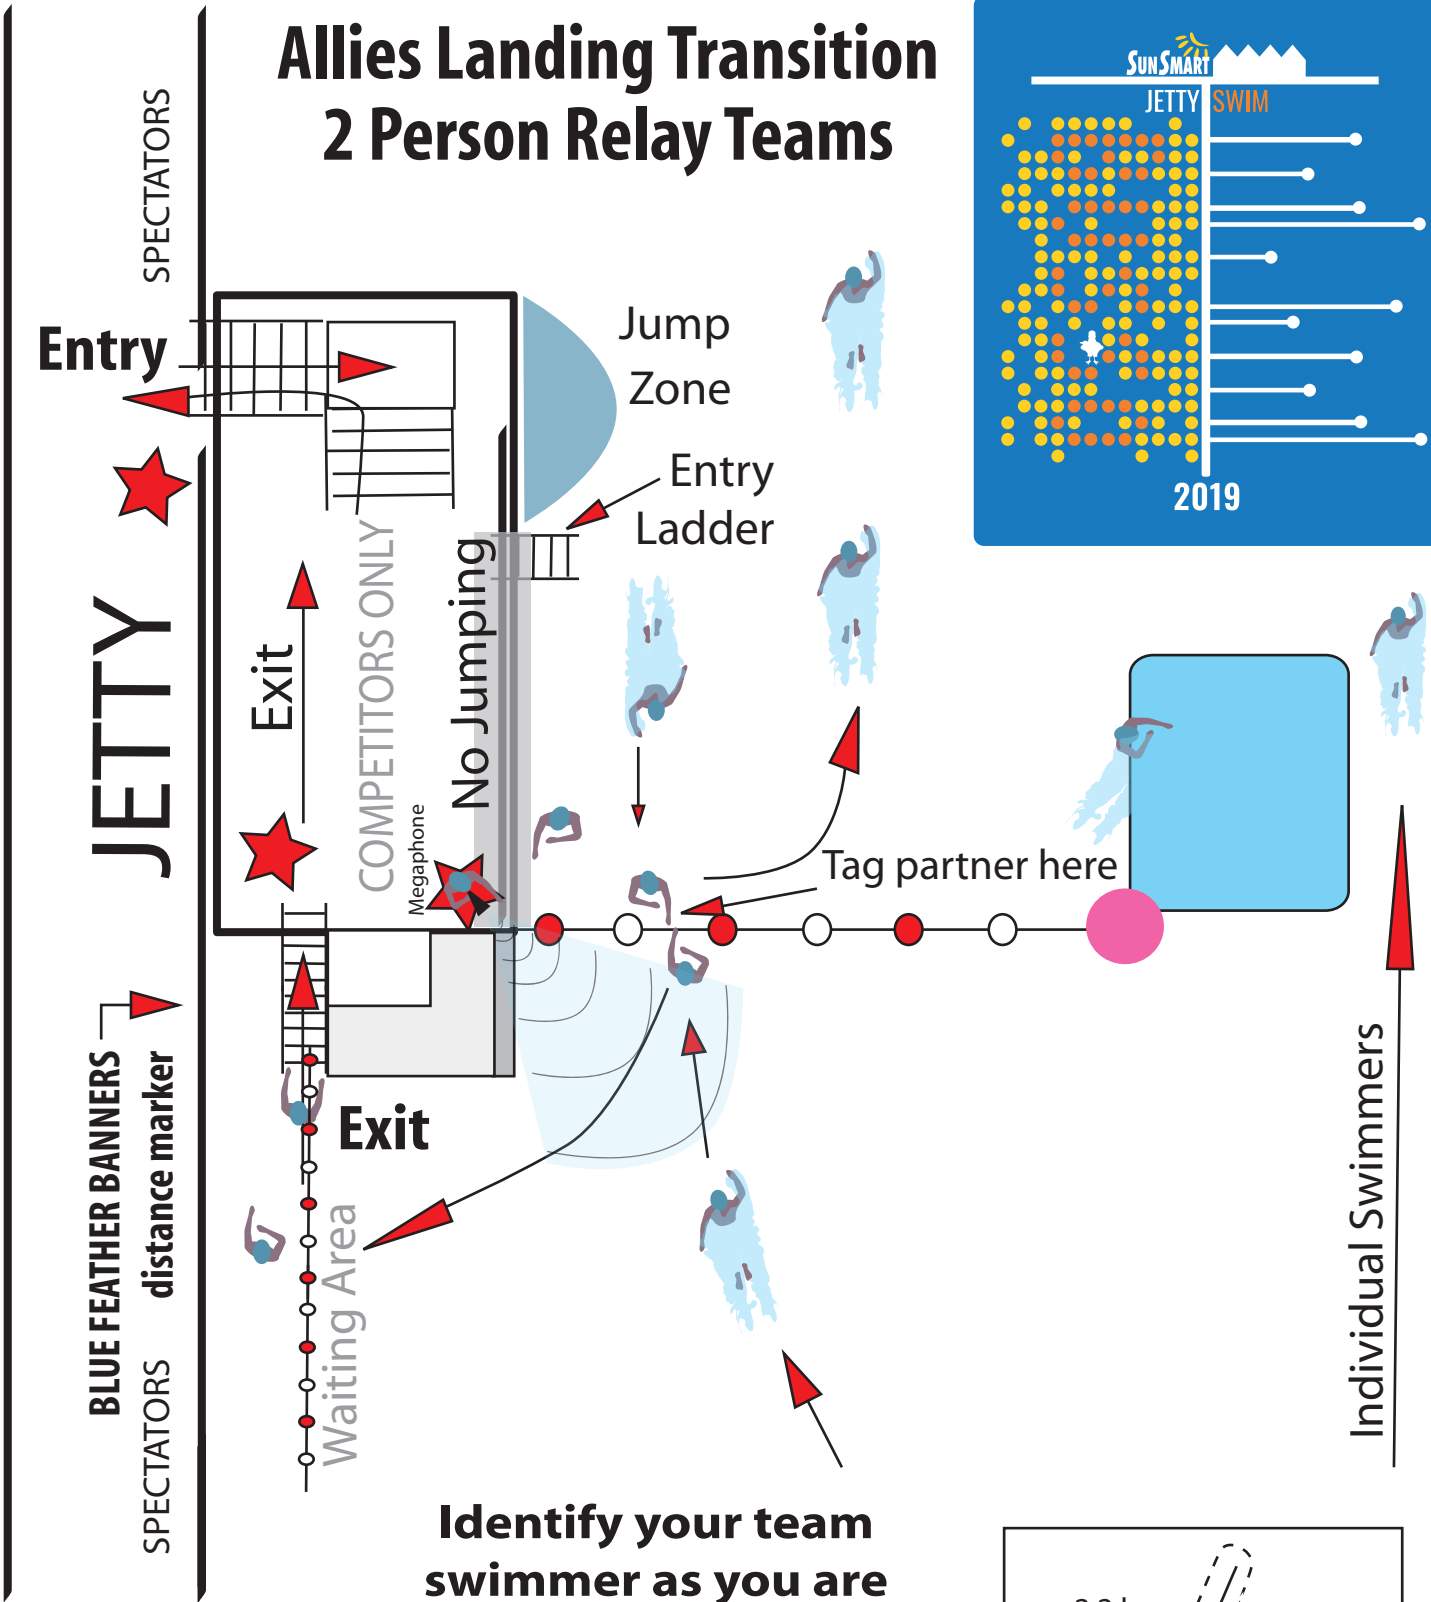 Allies Landing Transition
2 Person Relay Teams
SUNSMART
JETTY SWIM
2019
SPECTATORS
Entry
Jump
Zone
Entry
Ladder
JETTY
Exit
COMPETITORS ONLY
No Jumping
Megaphone
Tag partner here
BLUE FEATHER BANNERS
distance marker
Exit
Waiting Area
SPECTATORS
Individual Swimmers
Identify your team
swimmer as you are